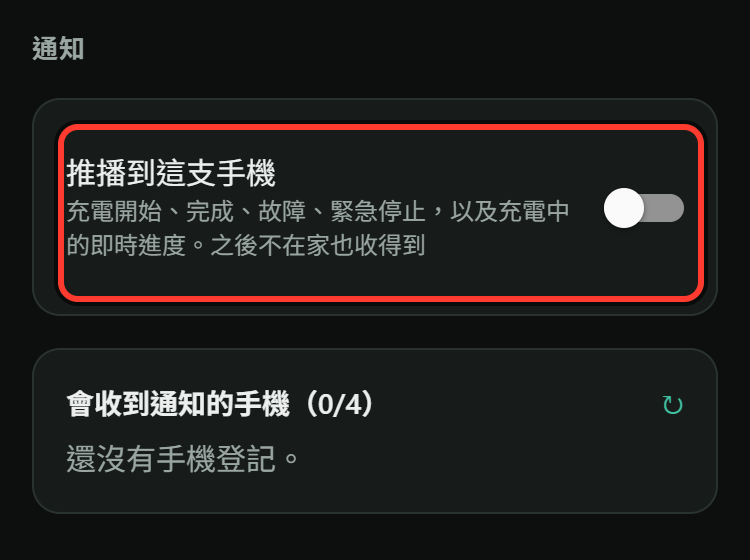 通知
推播到這支手機
充電開始、完成、故障、緊急停止，以及充電中
的即時進度。之後不在家也收得到
會收到通知的手機（0/4）
還沒有手機登記。